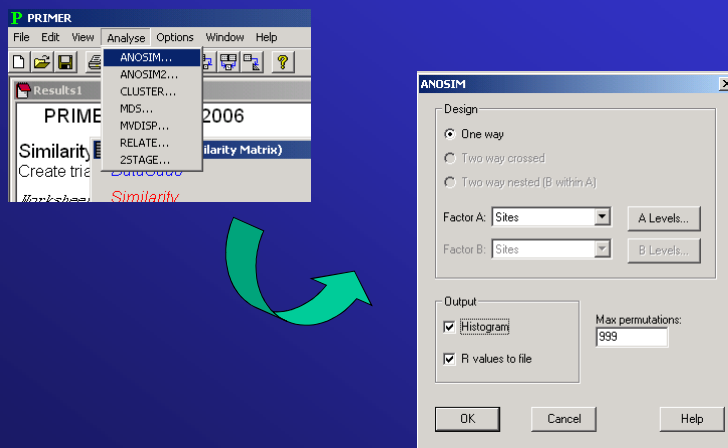 PRIMER
File Edit View Analyse Options Window Help
ANOSIM...
ANOSIM2...
CLUSTER...
MDS...
MVDISP...
RELATE...
2STAGE...
Results1
PRIME 2006
Similarity ilarity Matrix)
Create tria
Similarity
ANOSIM
Design
One way
Two way crossed
Two way nested (B within A)
Factor A: Sites A Levels...
Factor B: Sites B Levels...
Output
Histogram
R values to file
Max permutations:
999
OK Cancel Help